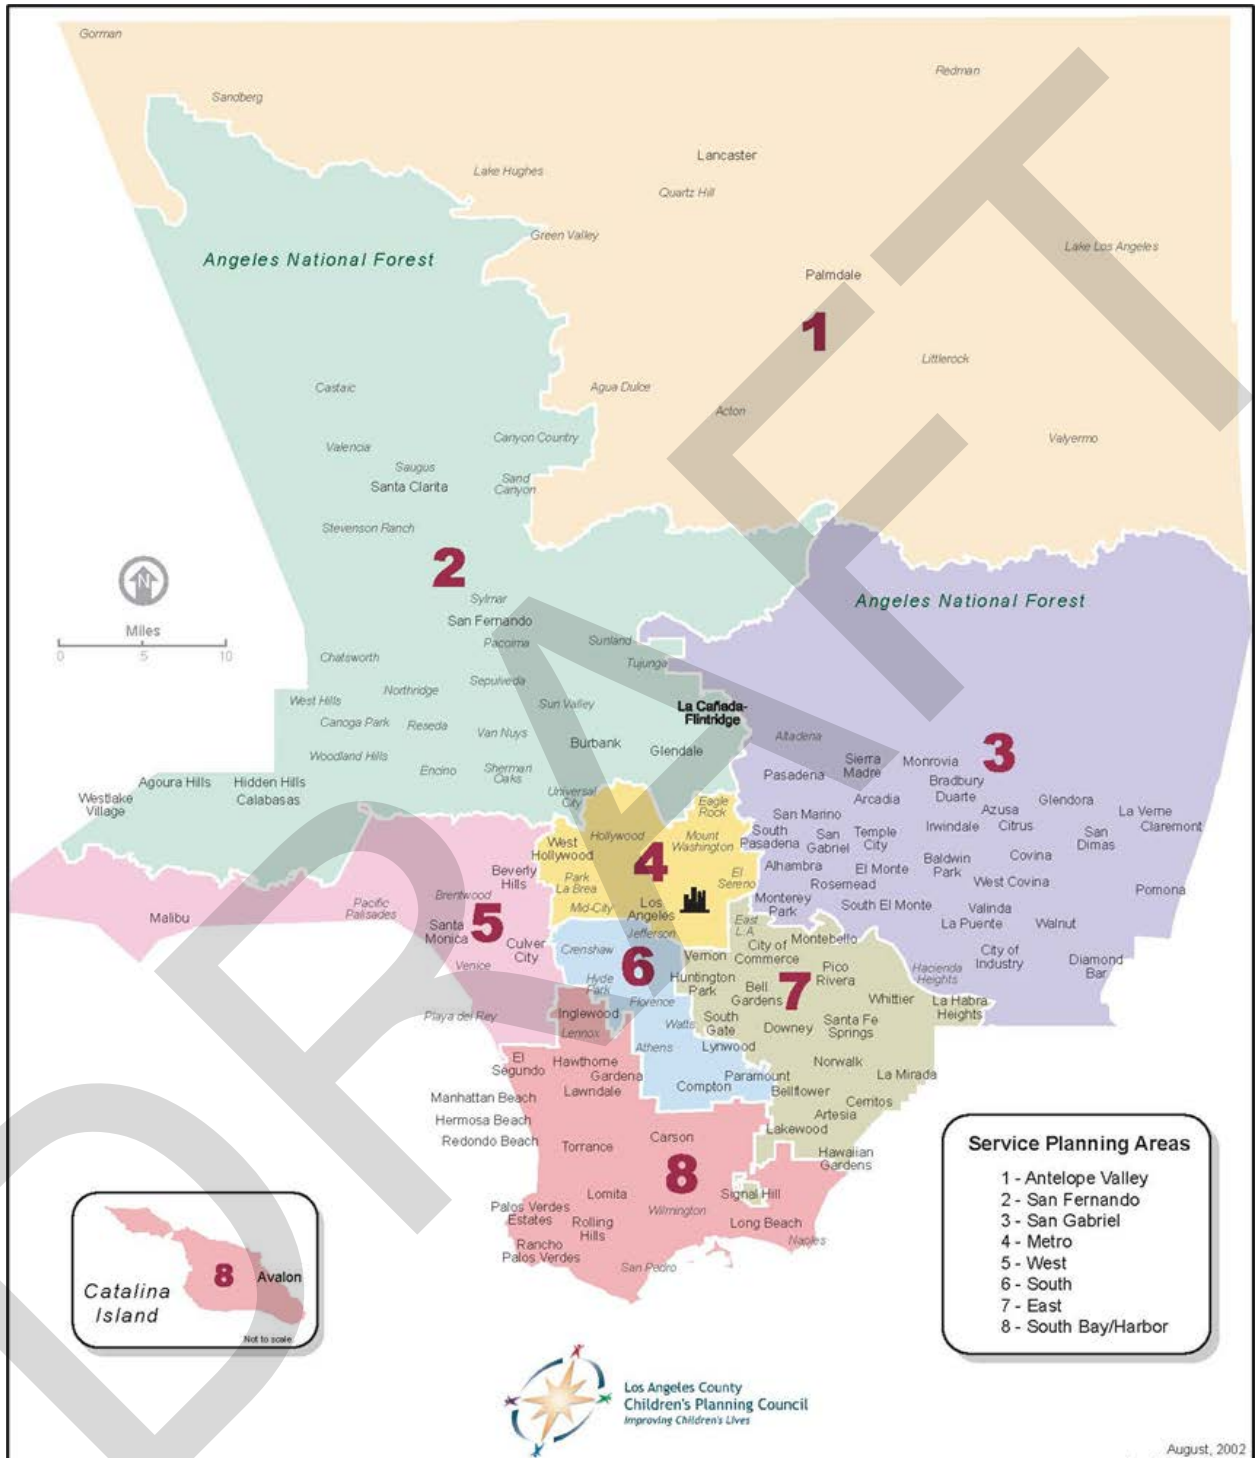 Gorman
Redman
Sandberg
Lancaster
Lake Hughes
Quartz Hill
Green Valley
Lake Los Angeles
Angeles National Forest
Palmdale
1
Littlerock
Castaic
Agua Dulce
Acton
Canyon Country
Valyermo
Valencia
Saugus
Santa Clarita
Sand
Canyon
Stevenson Ranch
2
N
Miles
0 5 10
Sylmar
San Fernando
Pacoima
Angeles National Forest
Sunland
Tujunga
Chatsworth
Sepulveda
Northridge
West Hills
Sun Valley
La Cañada-
Flintridge
Canoga Park
Reseda
Van Nuys
Burbank
Glendale
Woodland Hills
Encino
Sherman
Oaks
Agoura Hills
Hidden Hills
Calabasas
Westlake
Village
Universal
City
Altadena
3
Sierra
Madre
Monrovia
Pasadena
Bradbury
Duarte
Arcadia
Glendora
Azusa
Citrus
La Verne
Claremont
San Marino
Irwindale
South
Pasadena
San
Gabriel
Temple
City
San
Dimas
Alhambra
El Monte
Baldwin
Park
Covina
Rosemead
West Covina
Pomona
Monterey
Park
South El Monte
Valinda
La Puente
Walnut
City of
Industry
Diamond
Bar
Hacienda
Heights
Eagle
Rock
Hollywood
Mount
Washington
West
Hollywood
4
Park
La Brea
El
Sereno
Mid-City
Los
Angeles
Beverly
Hills
Brentwood
Pacific
Palisades
Malibu
5
Santa
Monica
Culver
City
Venice
Playa del Rey
Jefferson
Crenshaw
6
Hyde
Park
Florence
Watts
Athens
Lynwood
Compton
Paramount
East
L.A.
Vernon
City of
Commerce
Montebello
Huntington
Park
Bell
Gardens
7
Pico
Rivera
Whittier
La Habra
Heights
South
Gate
Downey
Santa Fe
Springs
Norwalk
La Mirada
Bellflower
Cerritos
Artesia
Lakewood
Hawaiian
Gardens
Inglewood
Lennox
El
Segundo
Hawthorne
Gardena
Lawndale
Manhattan Beach
Hermosa Beach
Redondo Beach
Torrance
Carson
8
Lomita
Signal Hill
Palos Verdes
Estates
Rolling
Hills
Wilmington
Long Beach
Rancho
Palos Verdes
Naples
San Pedro
Service Planning Areas
1 - Antelope Valley
2 - San Fernando
3 - San Gabriel
4 - Metro
5 - West
6 - South
7 - East
8 - South Bay/Harbor
8
Avalon
Catalina
Island
Not to scale
Los Angeles County
Children's Planning Council
Improving Children's Lives
August, 2002
DRAFT